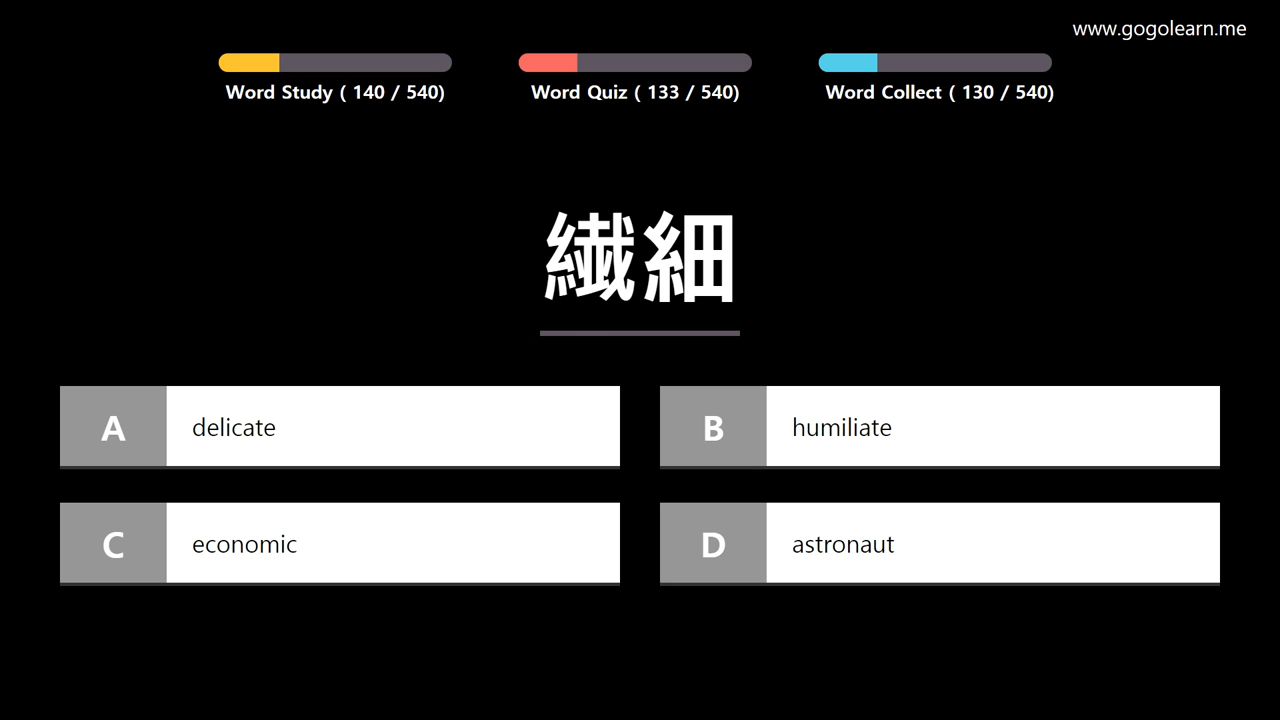 www.gogolearn.me
Word Study ( 140 / 540)
Word Quiz ( 133 / 540)
Word Collect ( 130 / 540)
繊細
A delicate
B humiliate
C economic
D astronaut